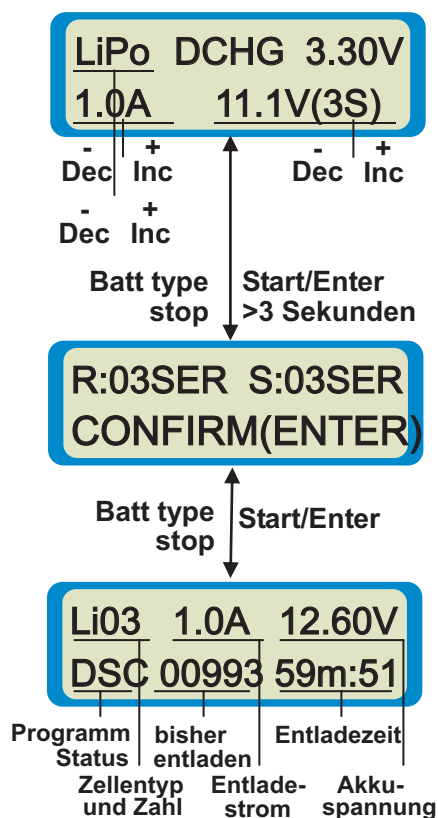 LiPo DCHG 3.30V
1.0A 11.1V(3S)
- + - +
Dec Inc Dec Inc
- +
Dec Inc
Batt type Start/Enter
stop >3 Sekunden
R:03SER S:03SER
CONFIRM(ENTER)
Batt type Start/Enter
stop
Li03 1.0A 12.60V
DSC 00993 59m:51
Programm bisher Entladezeit
Status entladen
Zellentyp Entlade- Akku-
und Zahl strom spannung